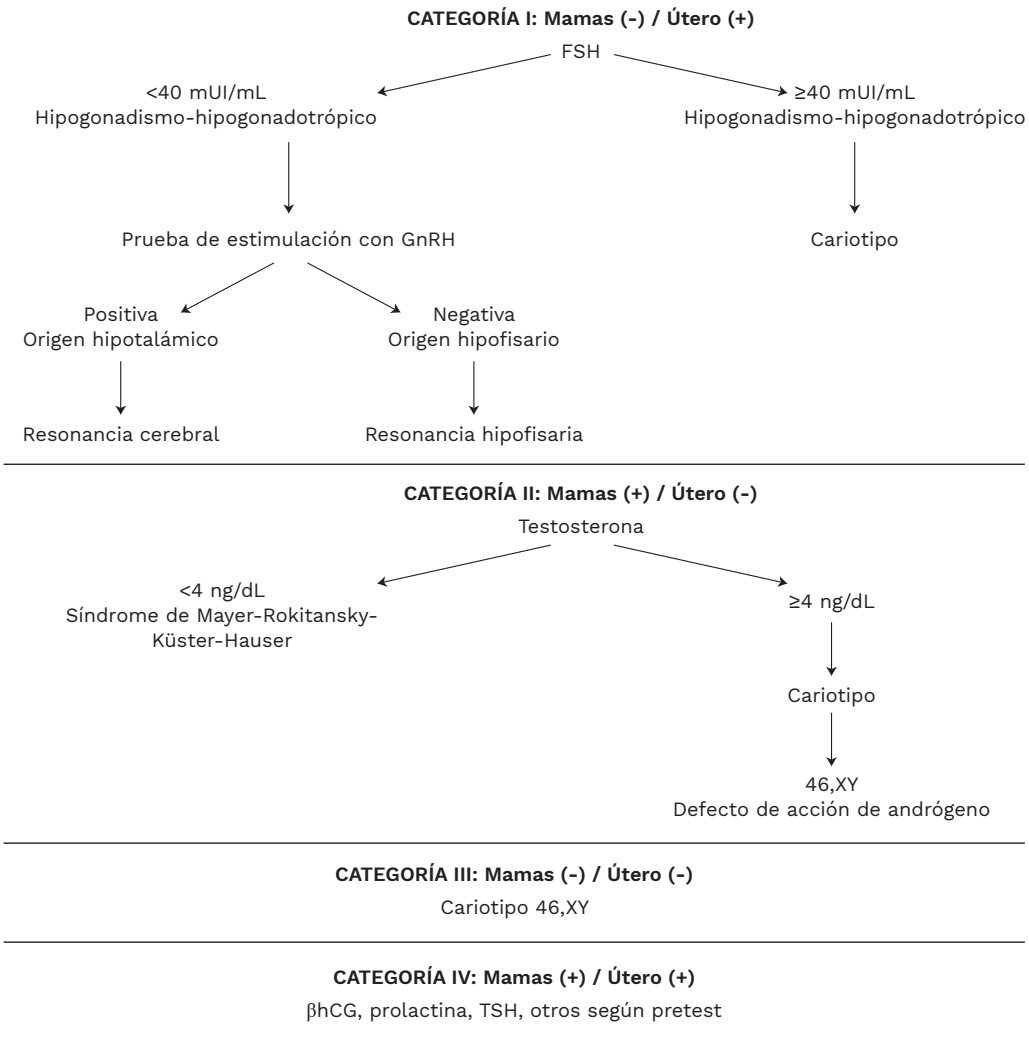 CATEGORÍA I: Mamas (-) / Útero (+)
FSH
<40 mUI/mL
Hipogonadismo-hipogonadotrópico
≥40 mUI/mL
Hipogonadismo-hipogonadotrópico
Prueba de estimulación con GnRH
Cariotipo
Positiva
Origen hipotalámico
Negativa
Origen hipofisario
Resonancia cerebral
Resonancia hipofisaria
CATEGORÍA II: Mamas (+) / Útero (-)
Testosterona
<4 ng/dL
Síndrome de Mayer-Rokitansky-
Küster-Hauser
≥4 ng/dL
Cariotipo
46,XY
Defecto de acción de andrógeno
CATEGORÍA III: Mamas (-) / Útero (-)
Cariotipo 46,XY
CATEGORÍA IV: Mamas (+) / Útero (+)
βhCG, prolactina, TSH, otros según pretest